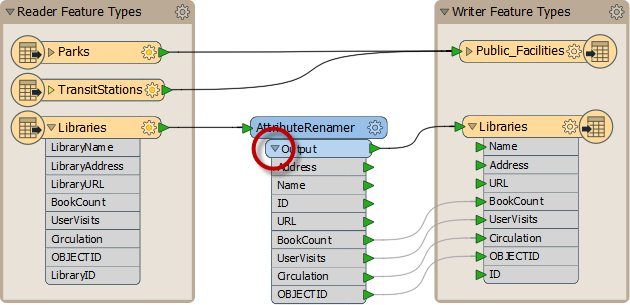 Reader Feature Types
Parks
TransitStations
Libraries
LibraryName
LibraryAddress
LibraryURL
BookCount
UserVisits
Circulation
OBJECTID
LibraryID
AttributeRenamer
Output
Address
Name
ID
URL
BookCount
UserVisits
Circulation
OBJECTID
Writer Feature Types
Public_Facilities
Libraries
Name
Address
URL
BookCount
UserVisits
Circulation
OBJECTID
ID